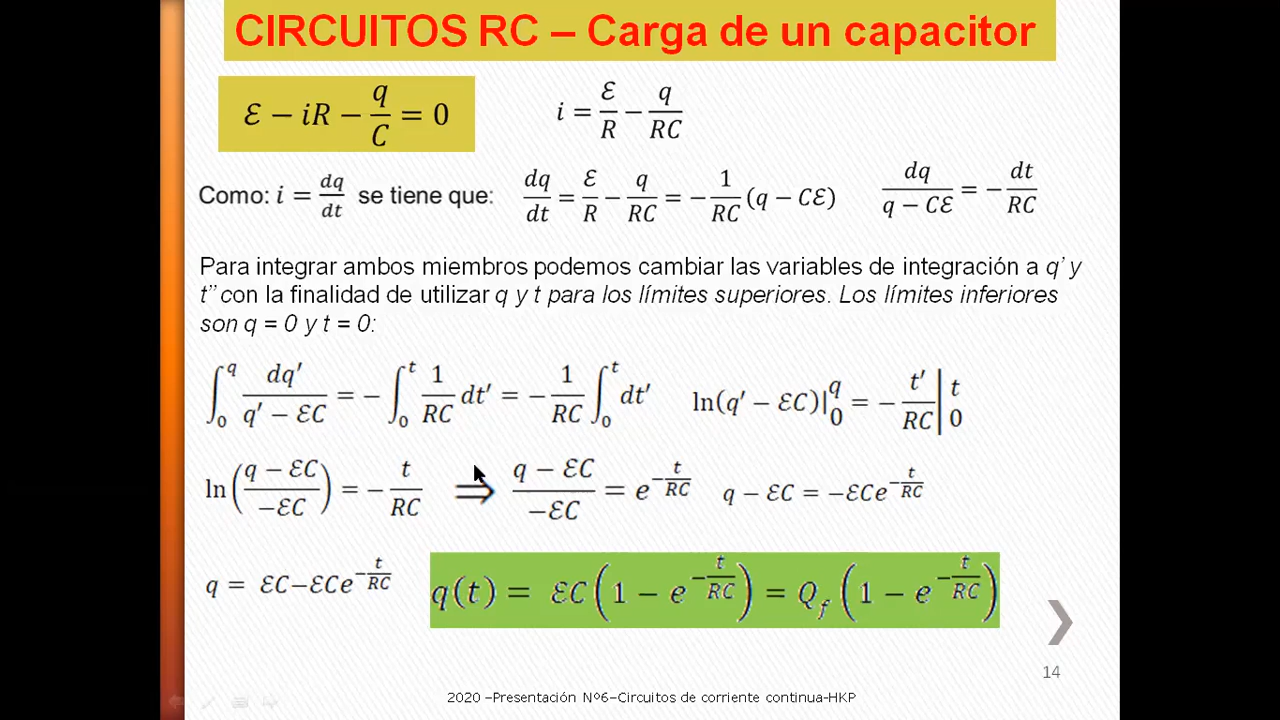 CIRCUITOS RC – Carga de un capacitor
ℰ − iR − q/C = 0
i = ℰ/R − q/RC
Como: i = dq/dt se tiene que:
dq/dt = ℰ/R − q/RC = − 1/RC (q − Cℰ)
dq/(q − Cℰ) = − dt/RC
Para integrar ambos miembros podemos cambiar las variables de integración a q’ y
t’’ con la finalidad de utilizar q y t para los límites superiores. Los límites inferiores
son q = 0 y t = 0:
∫₀^q dq′/(q′ − ℰC) = − ∫₀^t 1/RC dt′ = − 1/RC ∫₀^t dt′
ln(q′ − ℰC)|₀^q = − t′/RC |₀^t
ln((q − ℰC)/(−ℰC)) = − t/RC
⇒ (q − ℰC)/(−ℰC) = e^(−t/RC)
q − ℰC = −ℰCe^(−t/RC)
q = ℰC−ℰCe^(−t/RC)
q(t) = ℰC(1 − e^(−t/RC)) = Q_f (1 − e^(−t/RC))
14
2020 –Presentación Nº6–Circuitos de corriente continua-HKP